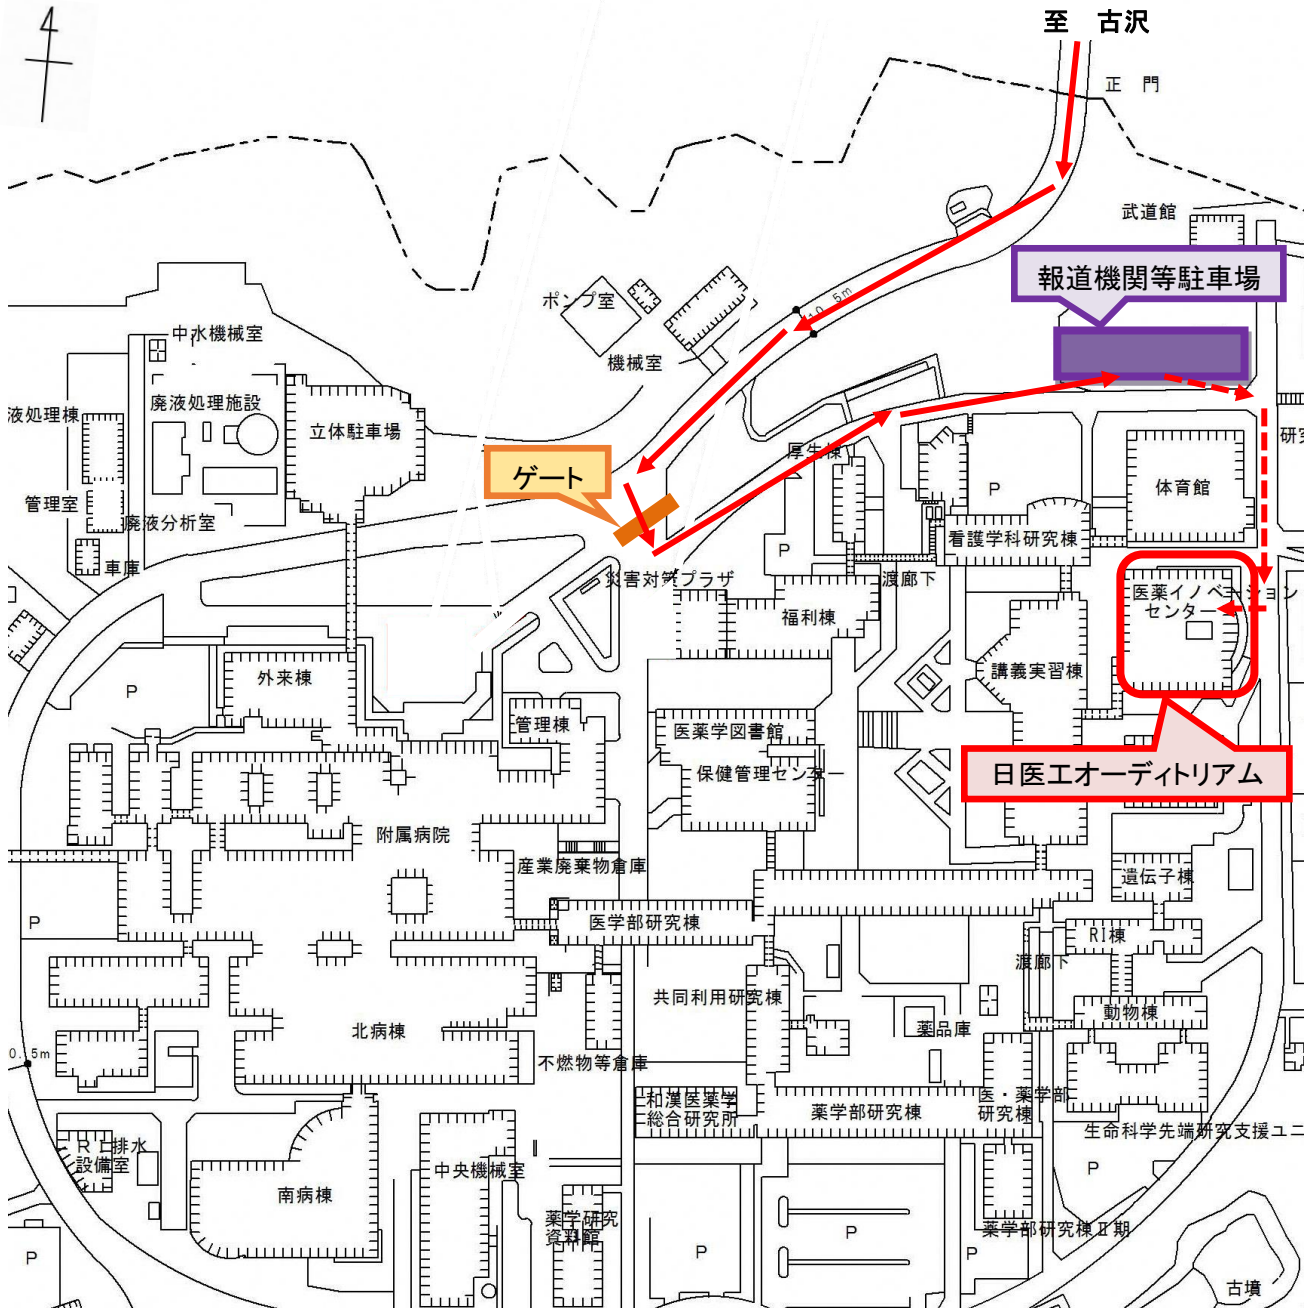 至 古沢
正 門
武道館
報道機関等駐車場
10.5m
ポンプ室
機械室
中水機械室
廃液処理施設
立体駐車場
液処理棟
管理室
廃液分析室
車庫
ゲート
厚生棟
P
体育館
研究
看護学科研究棟
P
渡廊下
災害対策プラザ
福利棟
医薬イノベーション
センター
講義実習棟
外来棟
P
管理棟
医薬学図書館
保健管理センター
日医工オーディトリアム
附属病院
産業廃棄物倉庫
遺伝子棟
P
医学部研究棟
RI棟
渡廊下
共同利用研究棟
薬品庫
動物棟
北病棟
不燃物等倉庫
0.5m
和漢医薬学
総合研究所
薬学部研究棟
医・薬学部
研究棟
生命科学先端研究支援ユニ
RI排水
設備室
中央機械室
南病棟
P
薬学研究
資料館
薬学部研究棟Ⅱ期
P
P
P
P
古墳